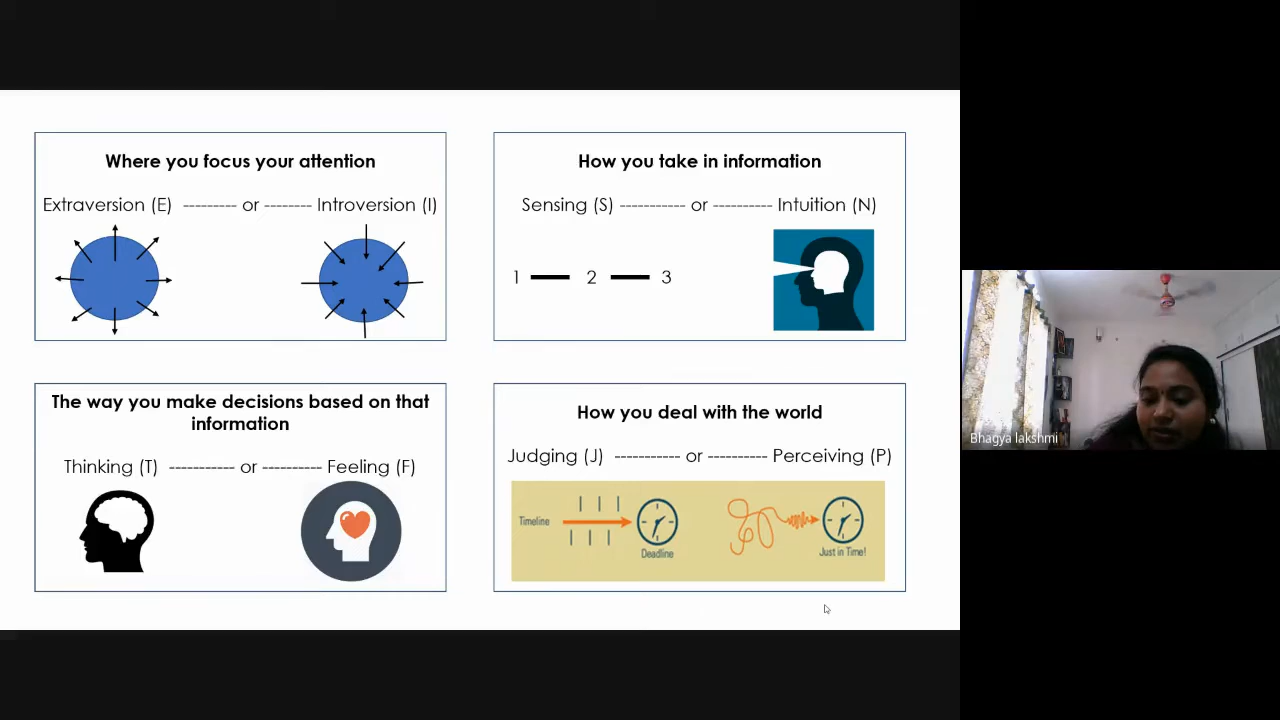 Where you focus your attention
Extraversion (E) --------- or -------- Introversion (I)
How you take in information
Sensing (S) ----------- or ---------- Intuition (N)
1 2 3
The way you make decisions based on that
information
Thinking (T) ----------- or ---------- Feeling (F)
How you deal with the world
Judging (J) ----------- or ---------- Perceiving (P)
Timeline
Deadline
Just in Time!
Bhagya lakshmi